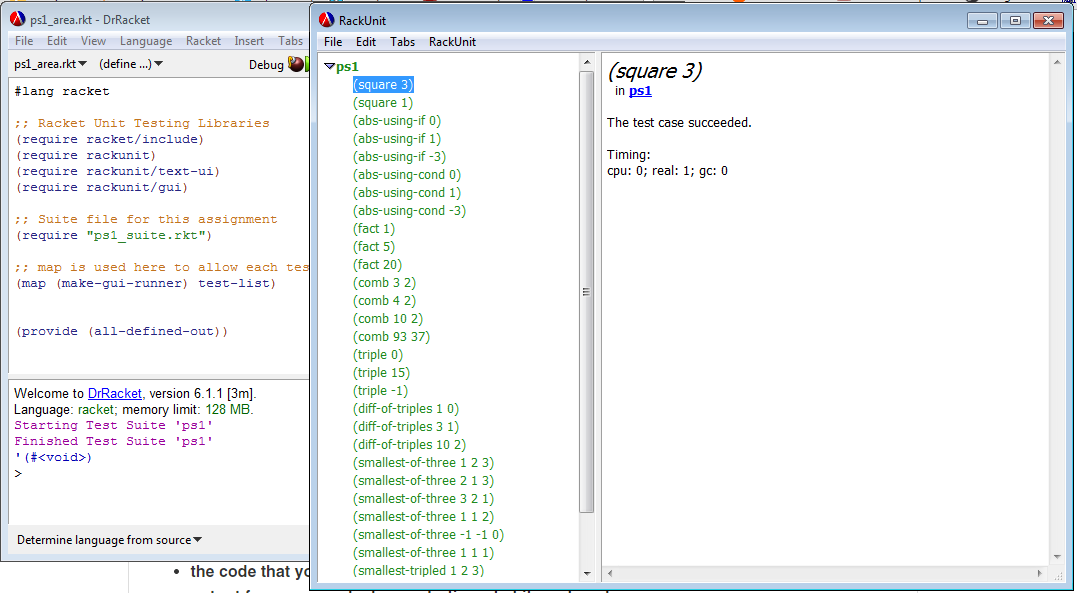 ps1_area.rkt - DrRacket
File Edit View Language Racket Insert Tabs
ps1_area.rkt (define ...) Debug
#lang racket
;; Racket Unit Testing Libraries
(require racket/include)
(require rackunit)
(require rackunit/text-ui)
(require rackunit/gui)
;; Suite file for this assignment
(require "ps1_suite.rkt")
;; map is used here to allow each tes
(map (make-gui-runner) test-list)
(provide (all-defined-out))
Welcome to DrRacket, version 6.1.1 [3m].
Language: racket; memory limit: 128 MB.
Starting Test Suite 'ps1'
Finished Test Suite 'ps1'
'(#<void>)
>
Determine language from source
RackUnit
File Edit Tabs RackUnit
ps1
(square 3)
(square 1)
(abs-using-if 0)
(abs-using-if 1)
(abs-using-if -3)
(abs-using-cond 0)
(abs-using-cond 1)
(abs-using-cond -3)
(fact 1)
(fact 5)
(fact 20)
(comb 3 2)
(comb 4 2)
(comb 10 2)
(comb 93 37)
(triple 0)
(triple 15)
(triple -1)
(diff-of-triples 1 0)
(diff-of-triples 3 1)
(diff-of-triples 10 2)
(smallest-of-three 1 2 3)
(smallest-of-three 2 1 3)
(smallest-of-three 3 2 1)
(smallest-of-three 1 1 2)
(smallest-of-three -1 -1 0)
(smallest-of-three 1 1 1)
(smallest-tripled 1 2 3)
(square 3)
in ps1
The test case succeeded.
Timing:
cpu: 0; real: 1; gc: 0
• the code that yo